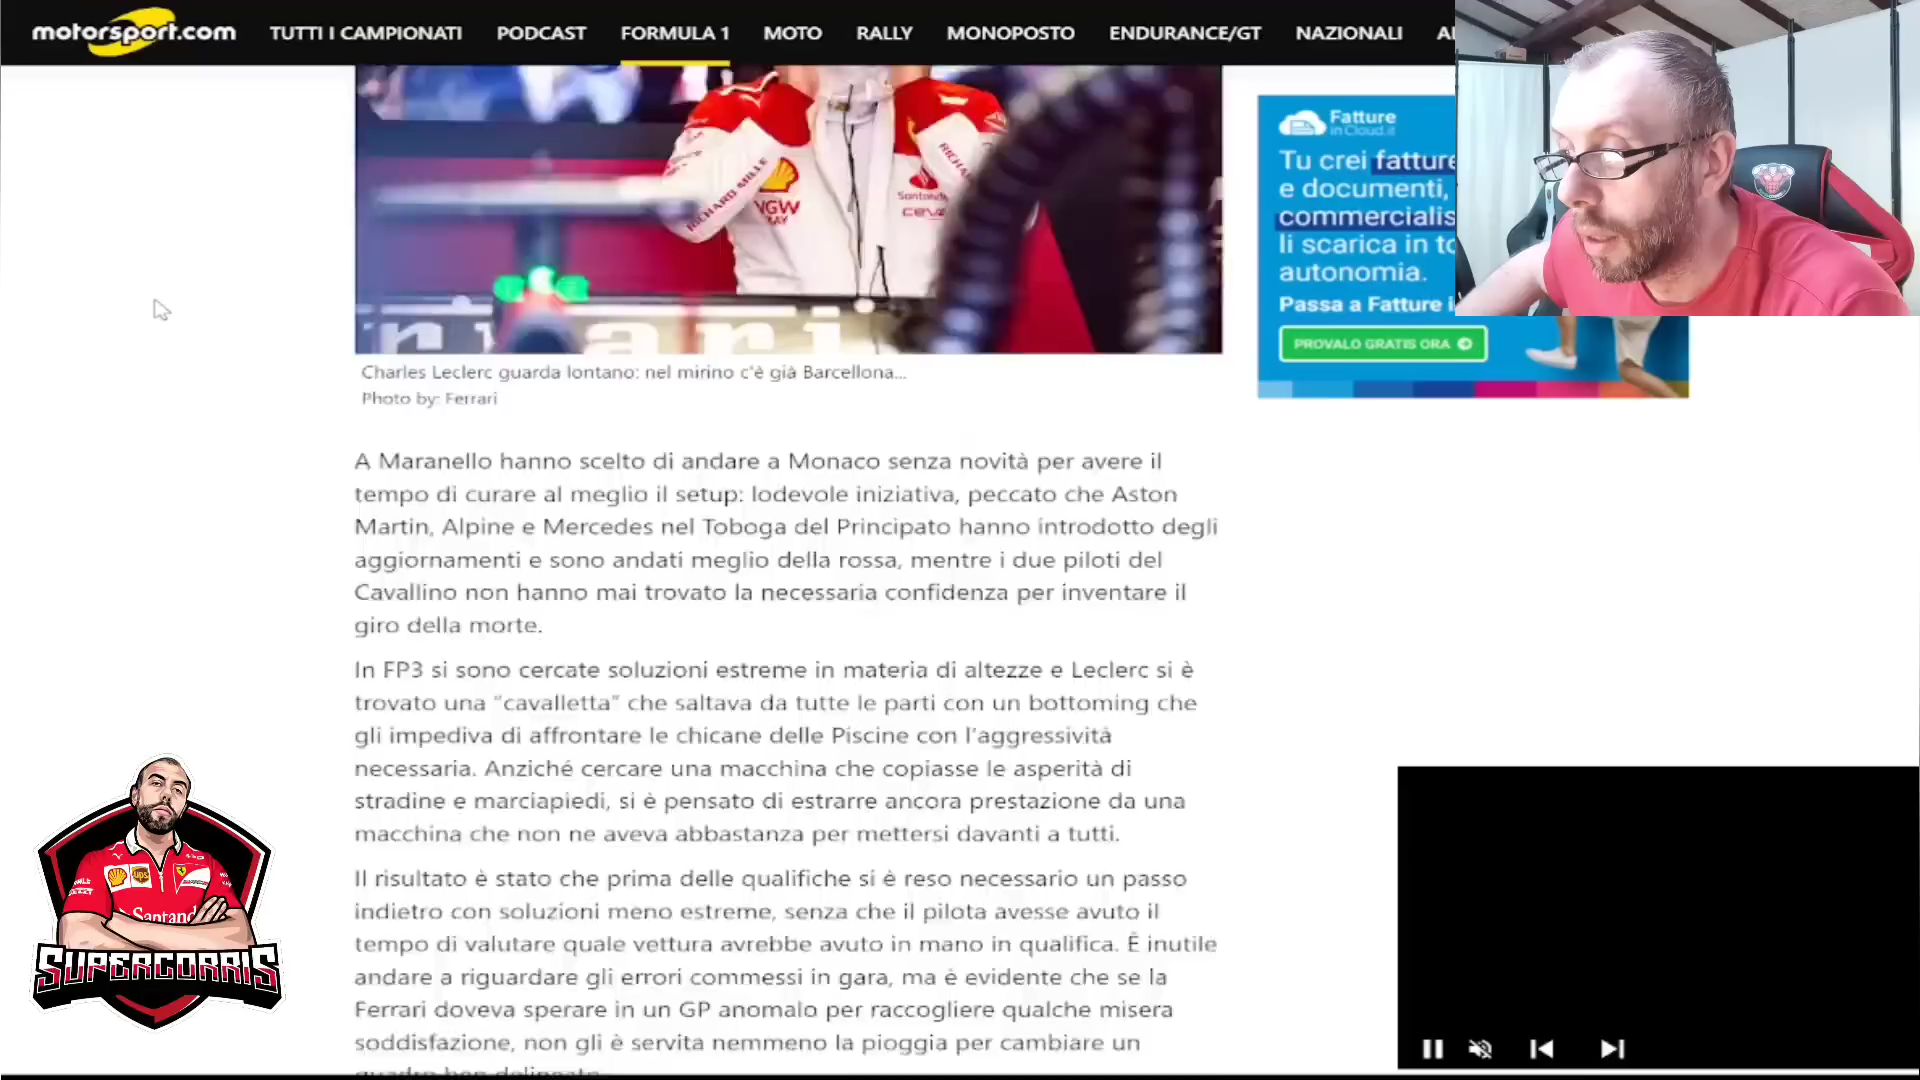 motorsport.com
TUTTI I CAMPIONATI
PODCAST
FORMULA 1
MOTO
RALLY
MONOPOSTO
ENDURANCE/GT
NAZIONALI
RICHARD MILLE
VGW
Santander
Fatture
in Cloud.it
Tu crei fatture
e documenti,
li scarica in
autonomia.
Passa a Fatture
PROVALO GRATIS ORA
Charles Leclerc guarda lontano: nel mirino c'è già Barcellona...
Photo by: Ferrari
A Maranello hanno scelto di andare a Monaco senza novità per avere il
tempo di curare al meglio il setup: lodevole iniziativa, peccato che Aston
Martin, Alpine e Mercedes nel Toboga del Principato hanno introdotto degli
aggiornamenti e sono andati meglio della rossa, mentre i due piloti del
Cavallino non hanno mai trovato la necessaria confidenza per inventare il
giro della morte.
In FP3 si sono cercate soluzioni estreme in materia di altezze e Leclerc si è
trovato una "cavalletta" che saltava da tutte le parti con un bottoming che
gli impediva di affrontare le chicane delle Piscine con l'aggressività
necessaria. Anziché cercare una macchina che copiasse le asperità di
stradine e marciapiedi, si è pensato di estrarre ancora prestazione da una
macchina che non ne aveva abbastanza per mettersi davanti a tutti.
Il risultato è stato che prima delle qualifiche si è reso necessario un passo
indietro con soluzioni meno estreme, senza che il pilota avesse avuto il
tempo di valutare quale vettura avrebbe avuto in mano in qualifica. È inutile
andare a riguardare gli errori commessi in gara, ma è evidente che se la
Ferrari doveva sperare in un GP anomalo per raccogliere qualche misera
soddisfazione, non gli è servita nemmeno la pioggia per cambiare un
ups
SUPERCORRIS